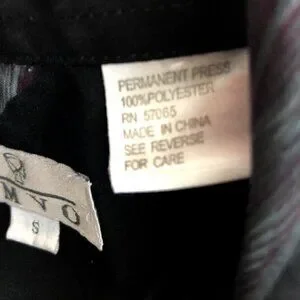 PERMANENT PRESS
100%POLYESTER
RN 57065
MADE IN CHINA
SEE REVERSE
FOR CARE
S